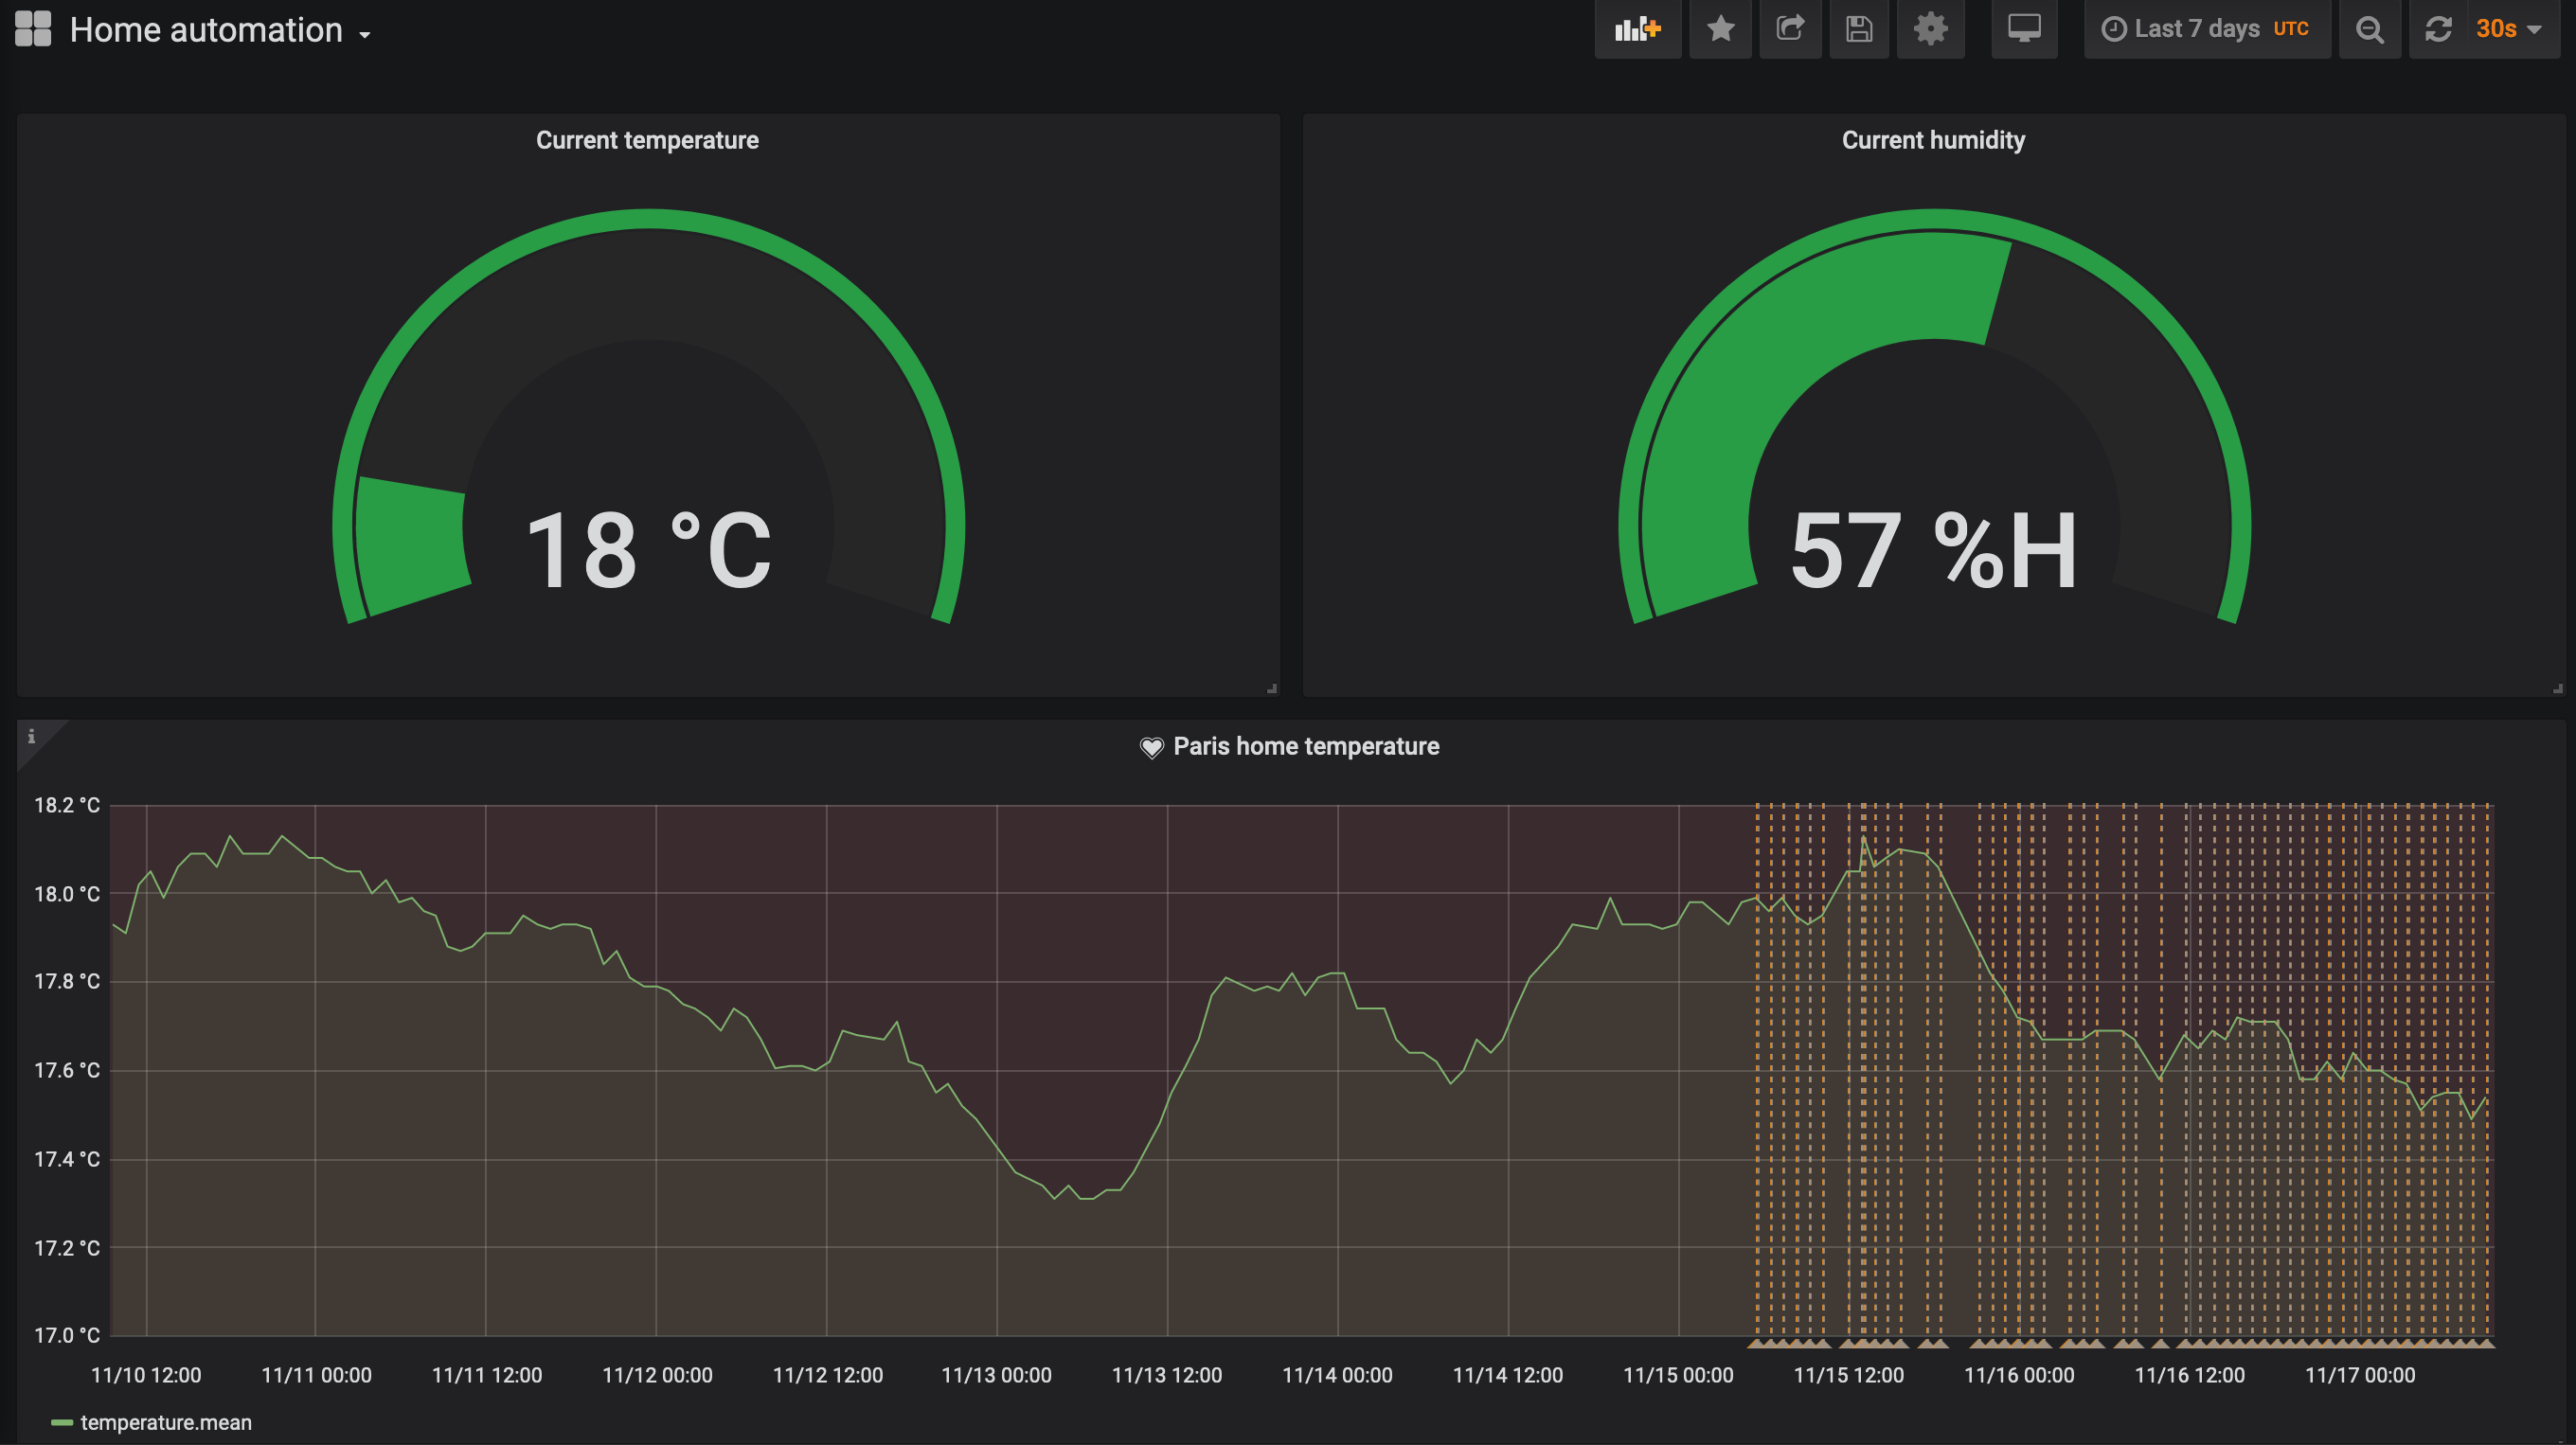 Home automation
Last 7 days UTC
30s
Current temperature
18 °C
Current humidity
57 %H
i
Paris home temperature
18.2 °C
18.0 °C
17.8 °C
17.6 °C
17.4 °C
17.2 °C
17.0 °C
11/10 12:00 11/11 00:00 11/11 12:00 11/12 00:00 11/12 12:00 11/13 00:00 11/13 12:00 11/14 00:00 11/14 12:00 11/15 00:00 11/15 12:00 11/16 00:00 11/16 12:00 11/17 00:00
temperature.mean